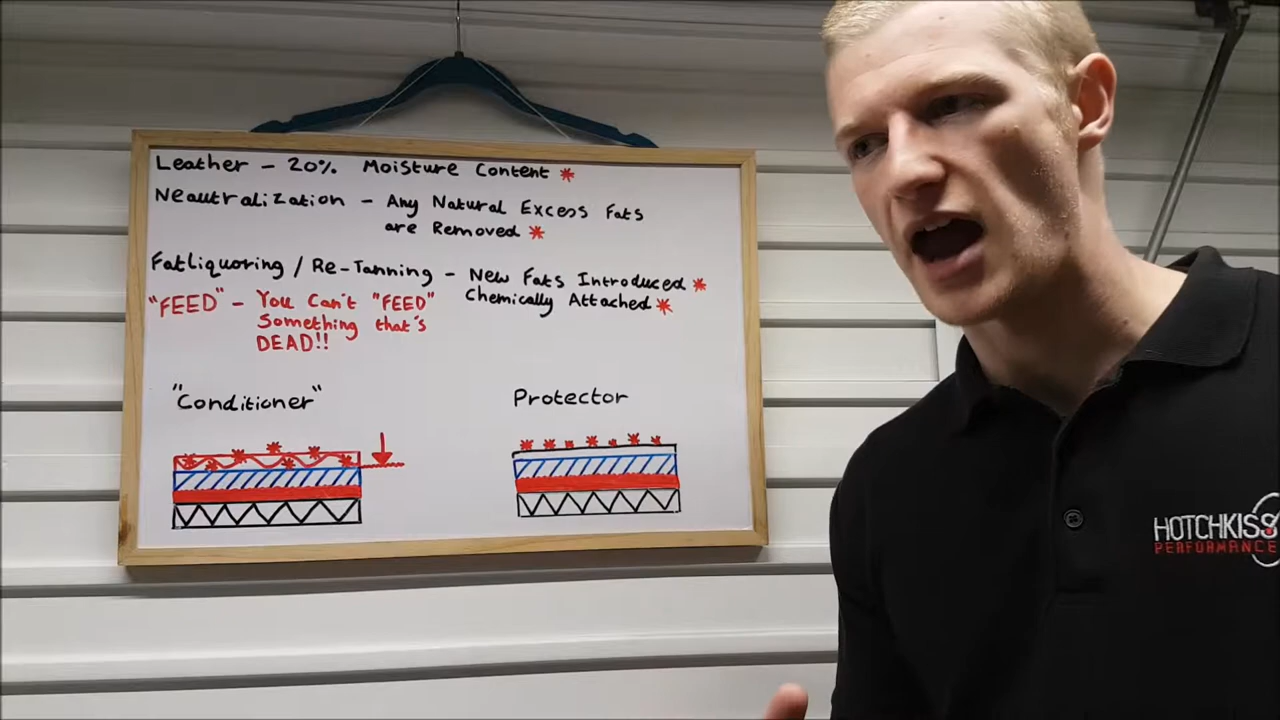 Leather - 20% Moisture Content *
Neautralization - Any Natural Excess Fats
are Removed *
Fatliquoring / Re-Tanning - New Fats Introduced *
Chemically Attached *
"FEED" - You Can't "FEED"
Something that's
DEAD!!
"Conditioner"
Protector
HOTCHKISS
PERFORMANCE